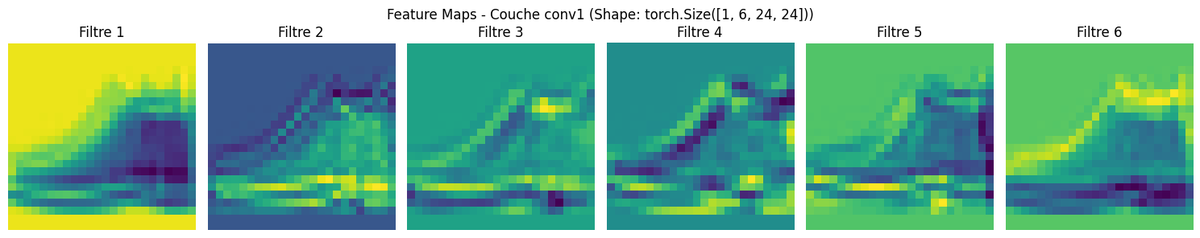 Feature Maps - Couche conv1 (Shape: torch.Size([1, 6, 24, 24]))
Filtre 1 Filtre 2 Filtre 3 Filtre 4 Filtre 5 Filtre 6